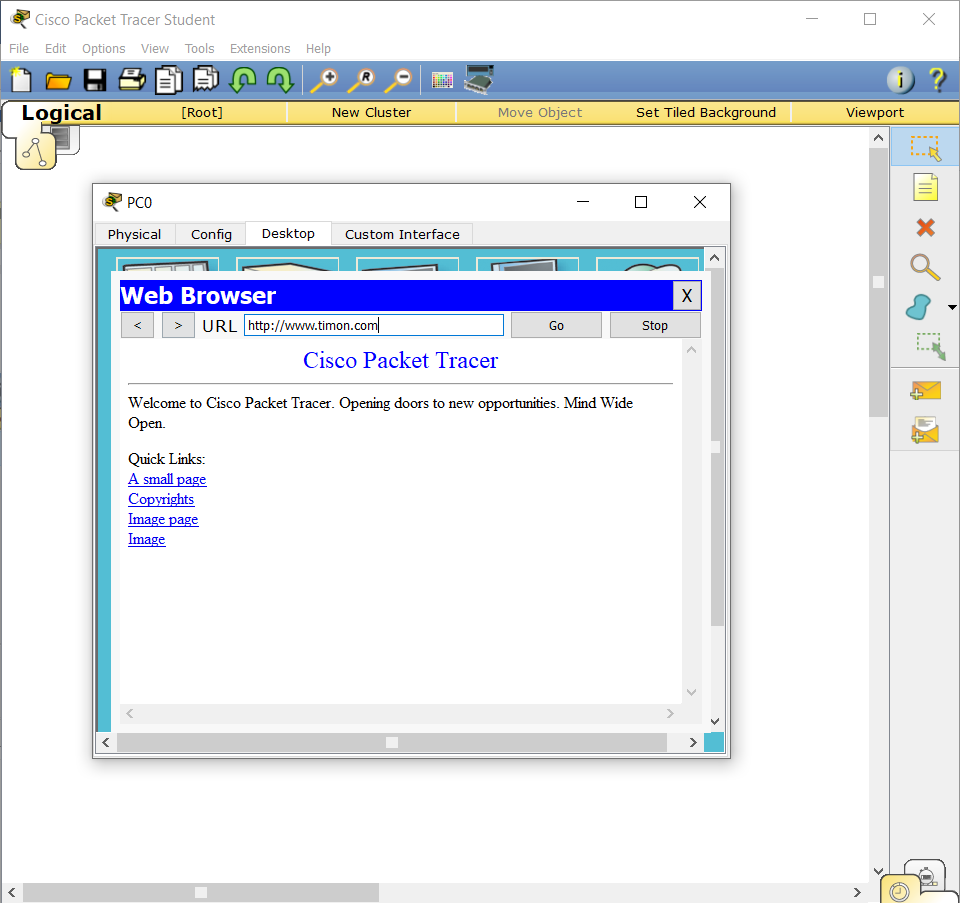 Cisco Packet Tracer Student
File Edit Options View Tools Extensions Help
Logical [Root] New Cluster Move Object Set Tiled Background Viewport
PC0
Physical Config Desktop Custom Interface
Web Browser X
< > URL http://www.timon.com Go Stop
Cisco Packet Tracer
Welcome to Cisco Packet Tracer. Opening doors to new opportunities. Mind Wide
Open.
Quick Links:
A small page
Copyrights
Image page
Image